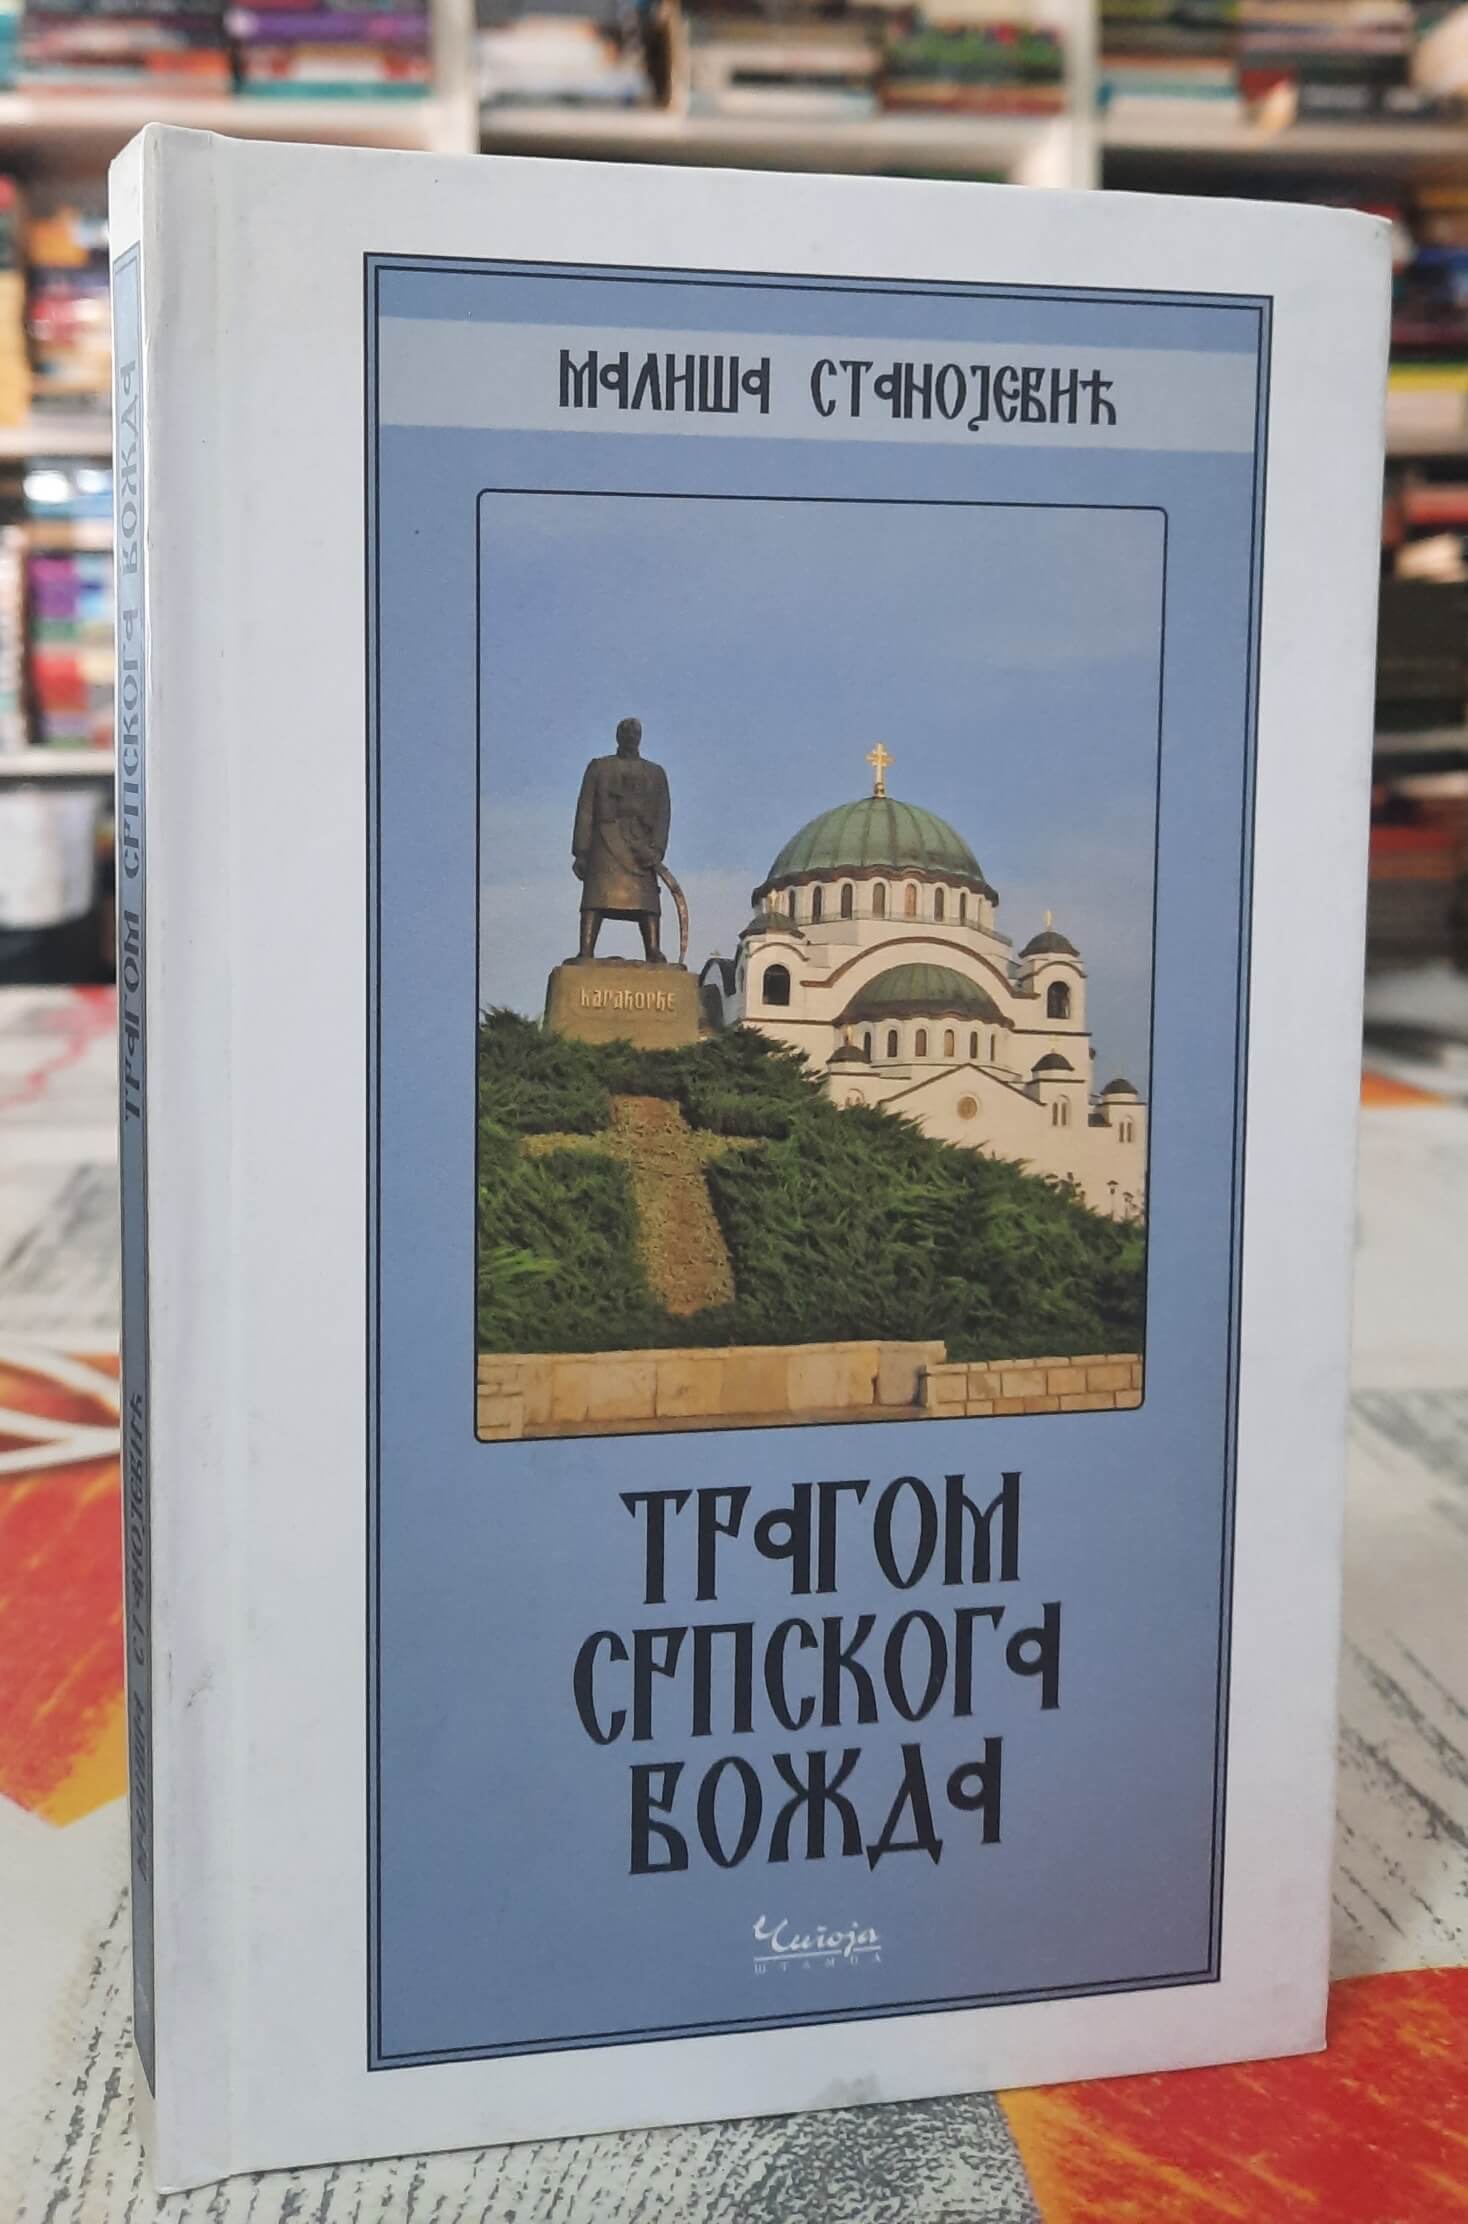 Малиша Станојевић
Карађорђе
Трагом
српскога
вожда
Чигоја
ШТАМПА
Малиша Станојевић Трагом српскога вожда